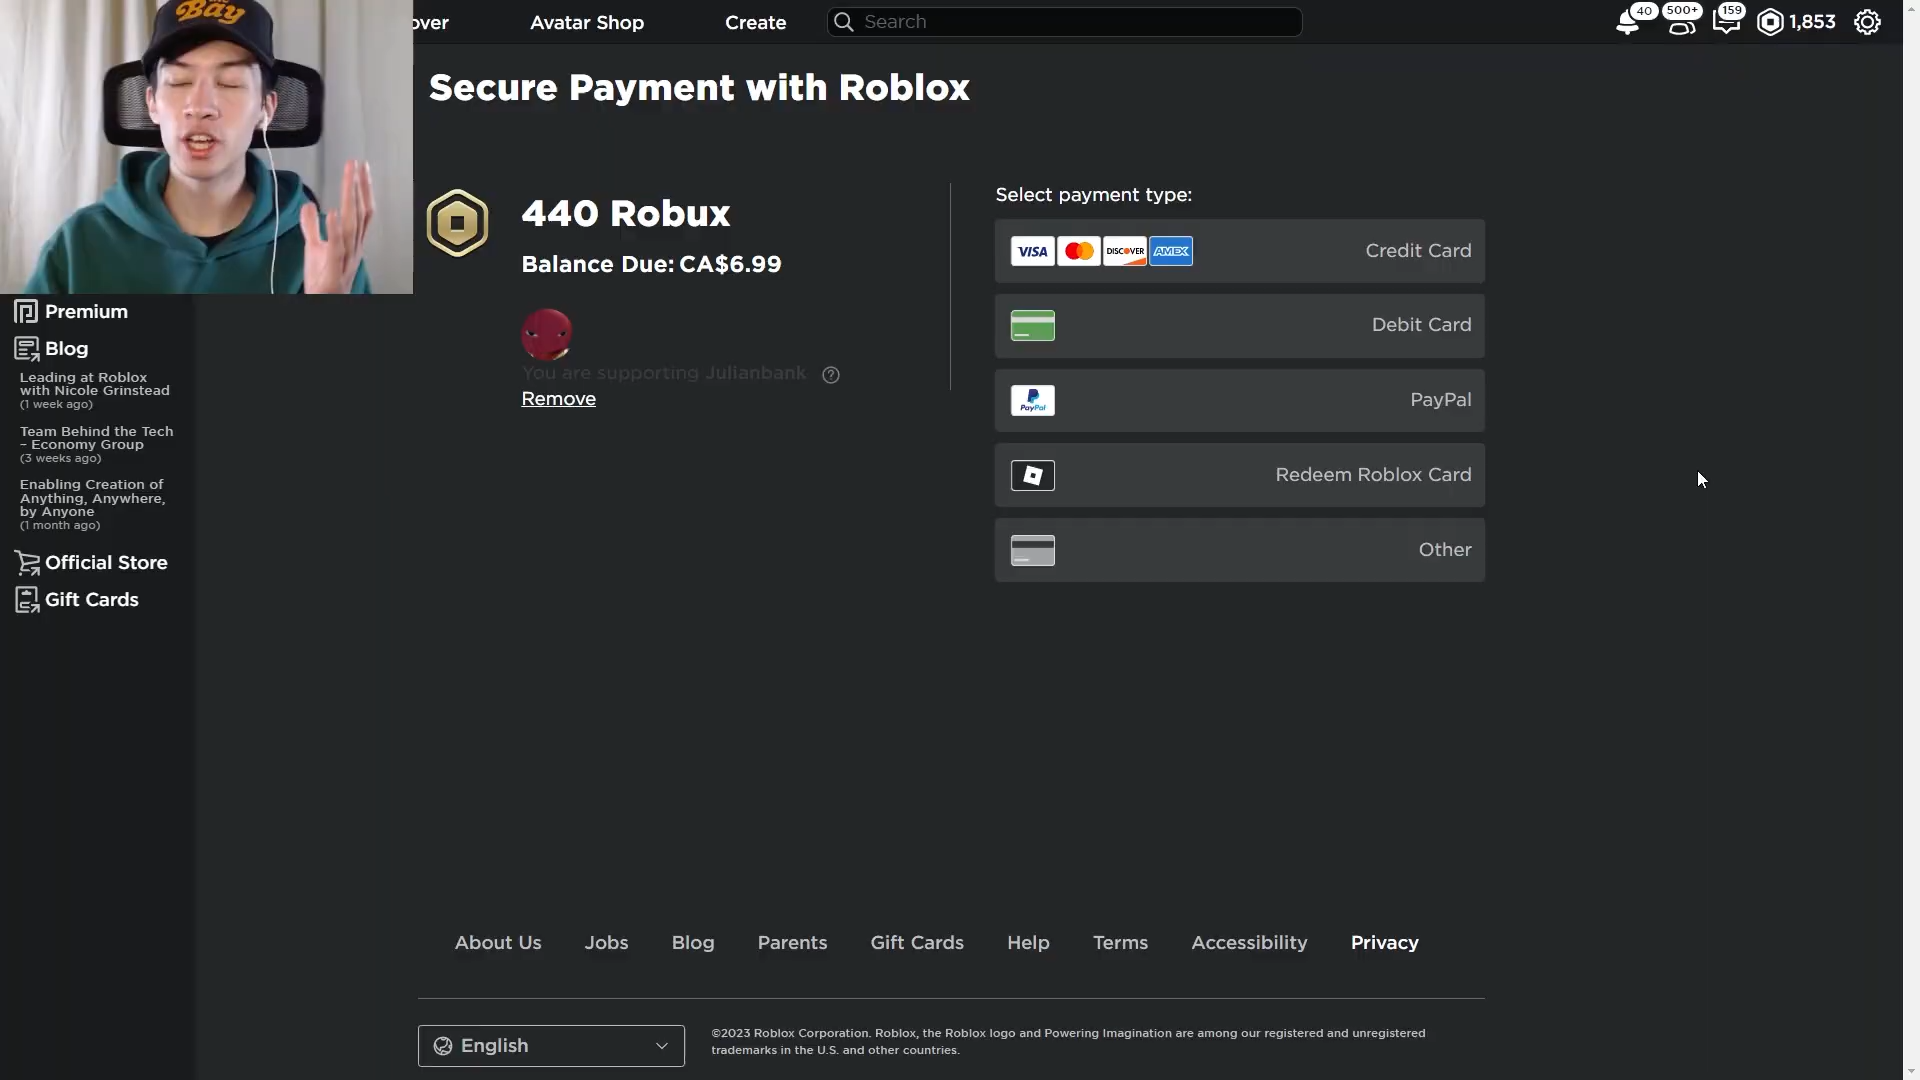 Bay
over
Avatar Shop
Create
Search
40
500+
159
1,853
Secure Payment with Roblox
440 Robux
Balance Due: CA$6.99
You are supporting Julianbank
?
Remove
Select payment type:
VISA
DISCOVER
AMEX
Credit Card
Debit Card
PayPal
PayPal
Redeem Roblox Card
Other
Premium
Blog
Leading at Roblox
with Nicole Grinstead
(1 week ago)
Team Behind the Tech
– Economy Group
(3 weeks ago)
Enabling Creation of
Anything, Anywhere,
by Anyone
(1 month ago)
Official Store
Gift Cards
About Us
Jobs
Blog
Parents
Gift Cards
Help
Terms
Accessibility
Privacy
English
©2023 Roblox Corporation. Roblox, the Roblox logo and Powering Imagination are among our registered and unregistered
trademarks in the U.S. and other countries.